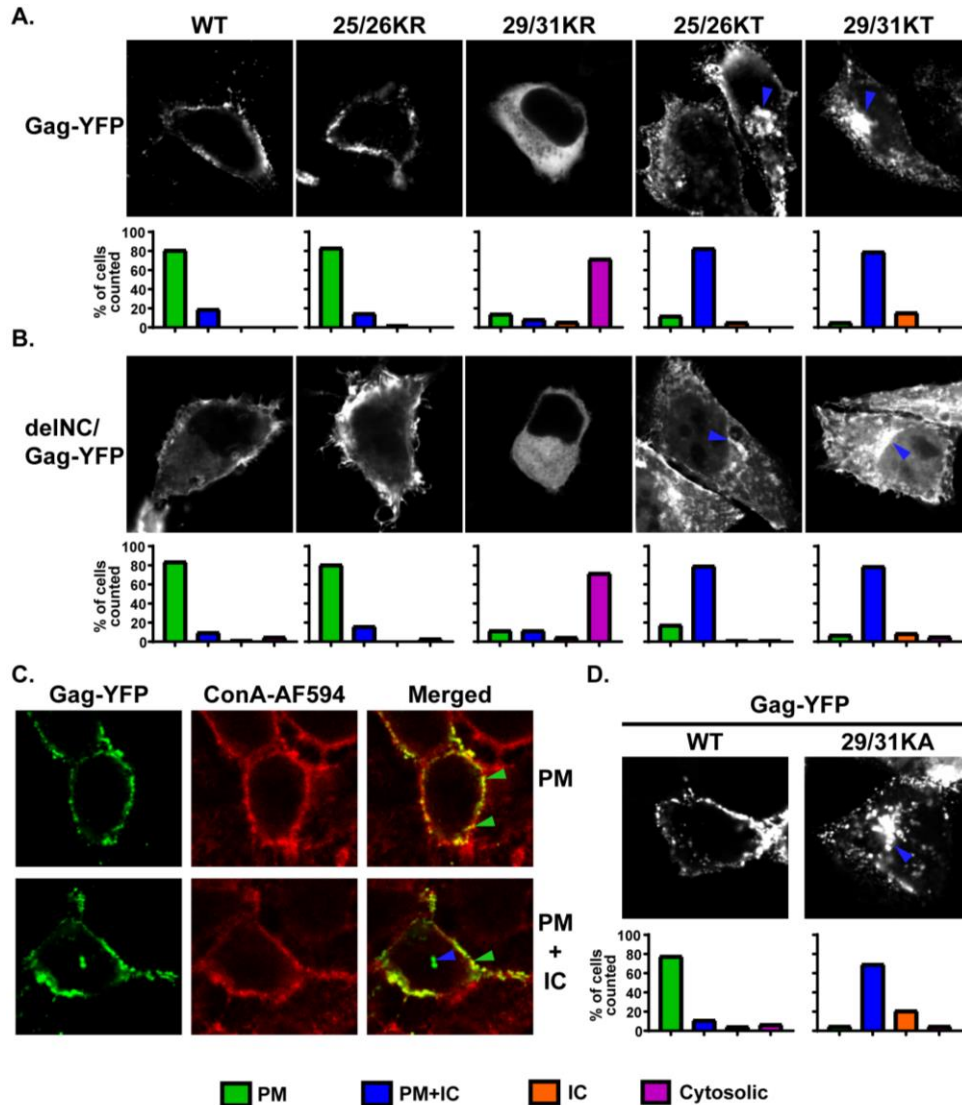 A.
WT 25/26KR 29/31KR 25/26KT 29/31KT
Gag-YFP
% of cells counted
100
80
60
40
20
0
B.
delNC/
Gag-YFP
% of cells counted
100
80
60
40
20
0
C.
Gag-YFP ConA-AF594 Merged
PM
PM
+
IC
D.
Gag-YFP
WT 29/31KA
% of cells counted
100
80
60
40
20
0
PM PM+IC IC Cytosolic